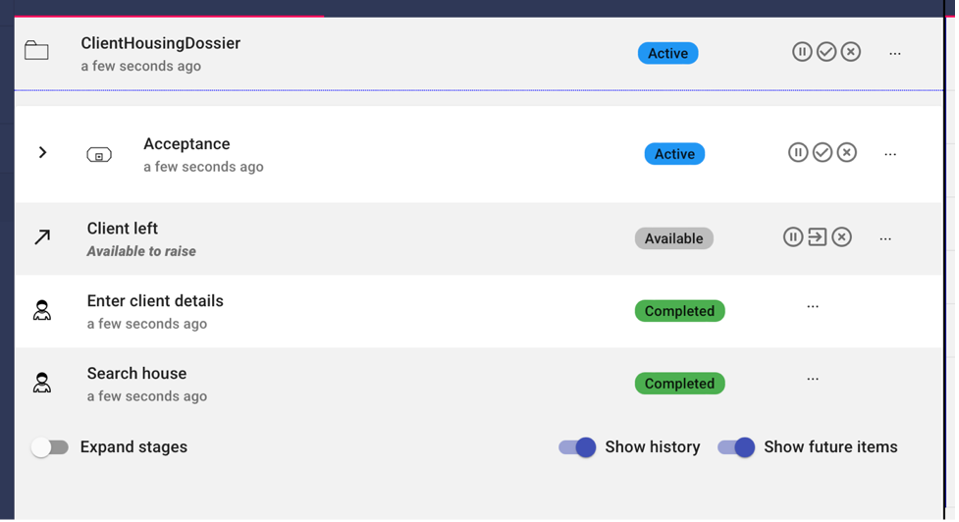 ClientHousingDossier
a few seconds ago
Active
...
Acceptance
a few seconds ago
Active
...
Client left
Available to raise
Available
...
Enter client details
a few seconds ago
Completed
...
Search house
a few seconds ago
Completed
...
Expand stages
Show history
Show future items